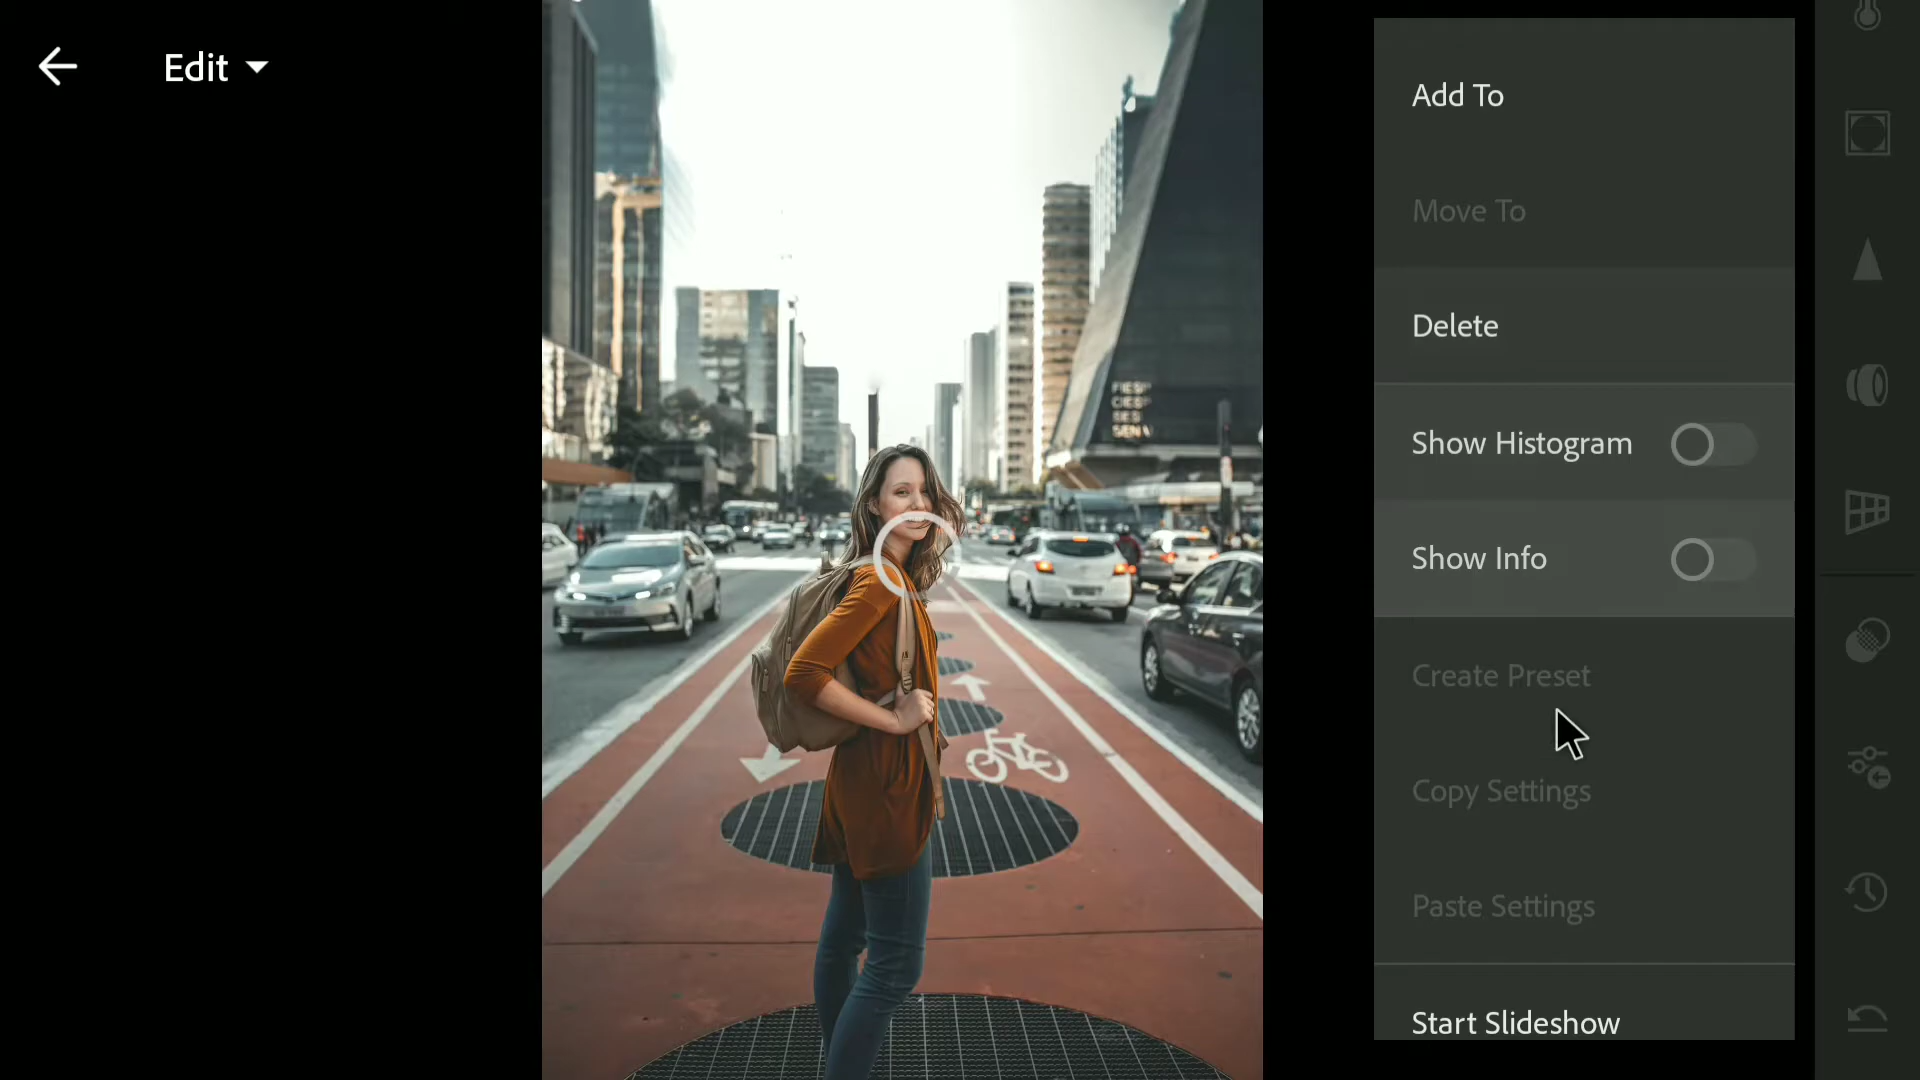 Edit
Add To
Move To
Delete
Show Histogram
Show Info
Create Preset
Copy Settings
Paste Settings
Start Slideshow